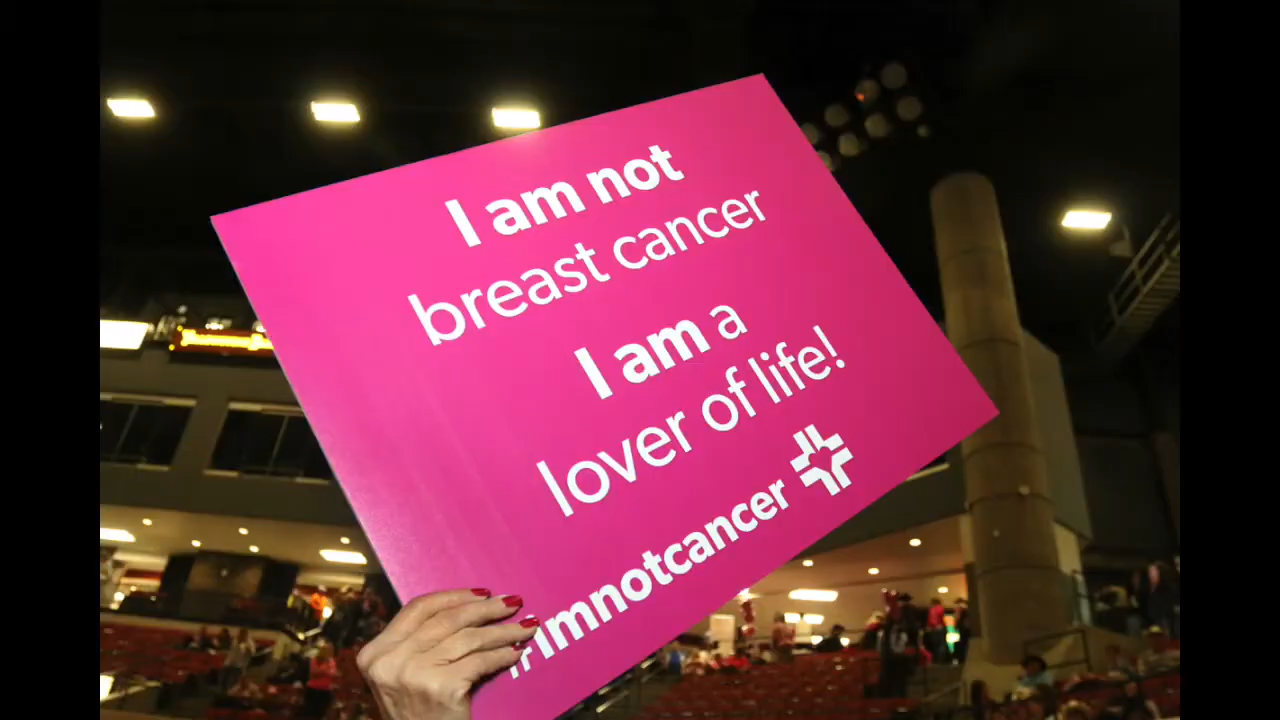 I am not
breast cancer
I am a
lover of life!
#imnotcancer